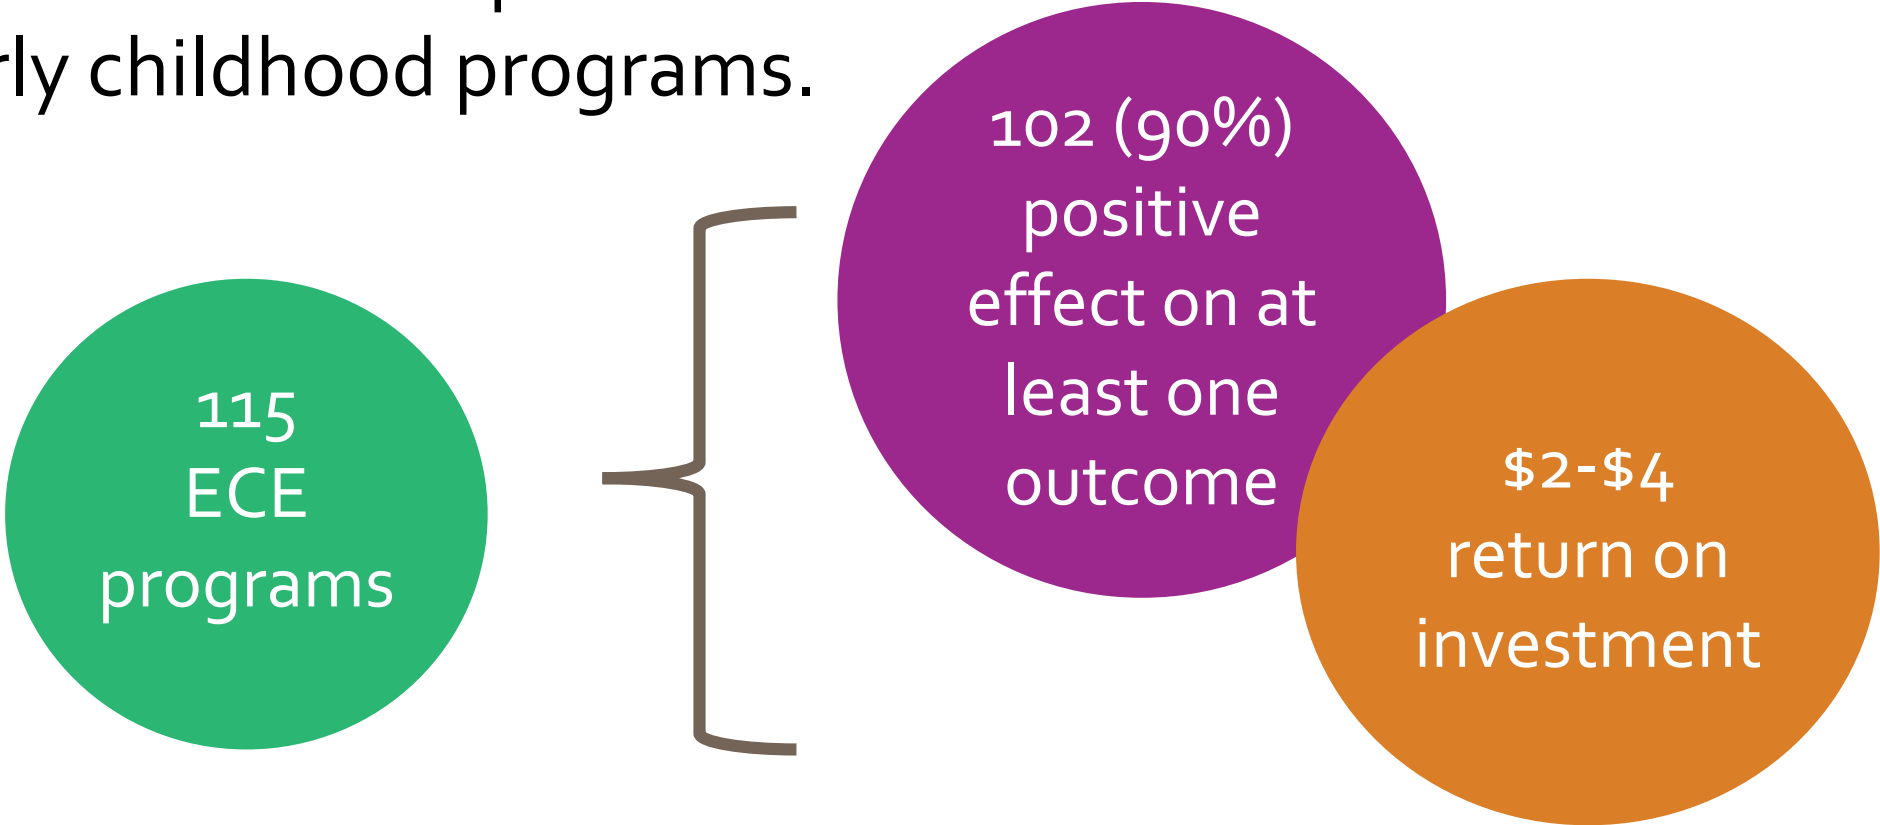 childhood programs.
115
ECE
programs
102 (90%)
positive
effect on at
least one
outcome
$2-$4
return on
investment